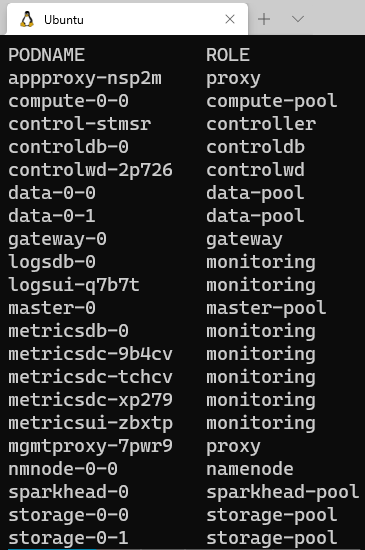 Ubuntu
PODNAME ROLE
appproxy-nsp2m proxy
compute-0-0 compute-pool
control-stmsr controller
controldb-0 controldb
controlwd-2p726 controlwd
data-0-0 data-pool
data-0-1 data-pool
gateway-0 gateway
logsdb-0 monitoring
logsui-q7b7t monitoring
master-0 master-pool
metricsdb-0 monitoring
metricsdc-9b4cv monitoring
metricsdc-tchcv monitoring
metricsdc-xp279 monitoring
metricsui-zbxtp monitoring
mgmtproxy-7pwr9 proxy
nmnode-0-0 namenode
sparkhead-0 sparkhead-pool
storage-0-0 storage-pool
storage-0-1 storage-pool